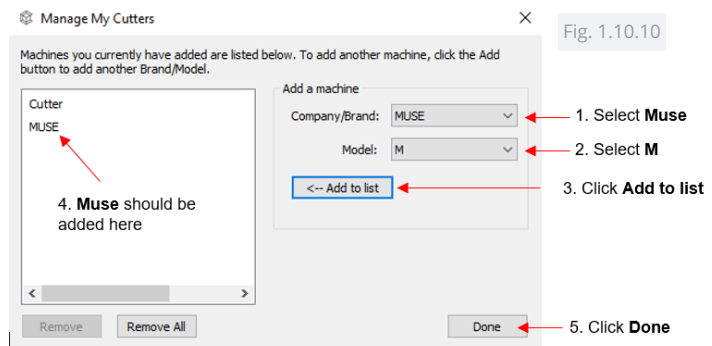 Manage My Cutters
Fig. 1.10.10
Machines you currently have added are listed below. To add another machine, click the Add
button to add another Brand/Model.
Cutter
MUSE
4. Muse should be
added here
Add a machine
Company/Brand: MUSE
1. Select Muse
Model: M
2. Select M
<-- Add to list
3. Click Add to list
Remove
Remove All
Done
5. Click Done